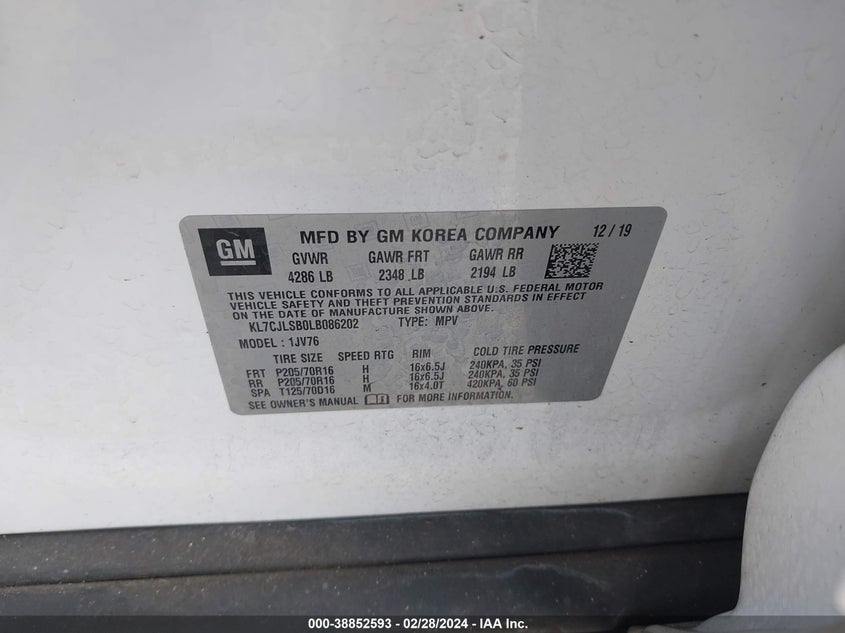 GM
MFD BY GM KOREA COMPANY 12/19
GVWR GAWR FRT GAWR RR
4286 LB 2348 LB 2194 LB
THIS VEHICLE CONFORMS TO ALL APPLICABLE U.S. FEDERAL MOTOR
VEHICLE SAFETY AND THEFT PREVENTION STANDARDS IN EFFECT
ON THE DATE OF MANUFACTURE SHOWN ABOVE.
KL7CJLSB0LB086202 TYPE: MPV
MODEL : 1JV76
TIRE SIZE SPEED RTG RIM COLD TIRE PRESSURE
FRT P205/70R16 H 16x6.5J 240KPA, 35 PSI
RR P205/70R16 H 16x6.5J 240KPA, 35 PSI
SPA T125/70D16 M 16x4.0T 420KPA, 60 PSI
SEE OWNER'S MANUAL FOR MORE INFORMATION.
000-38852593 - 02/28/2024 - IAA Inc.